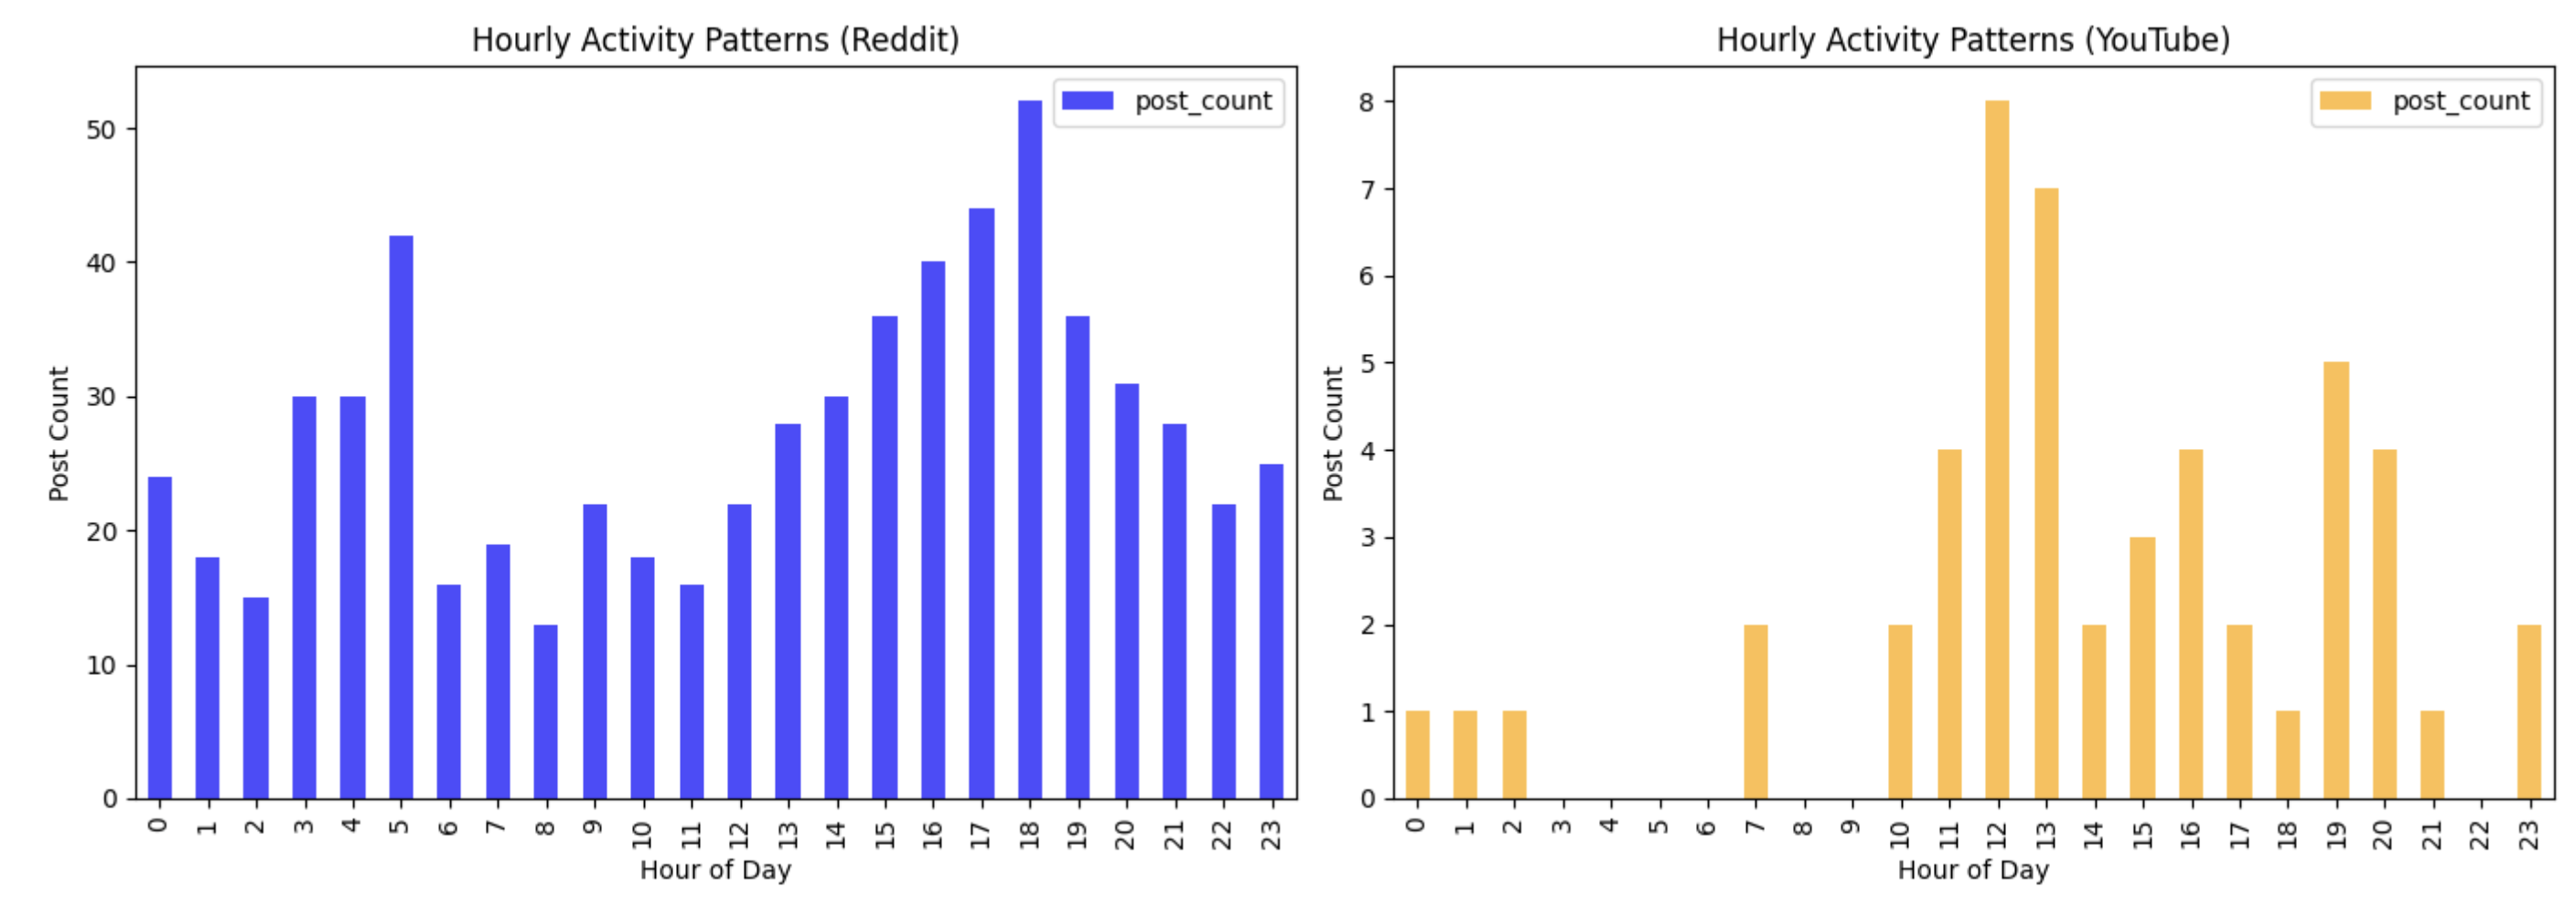 Hourly Activity Patterns (Reddit)
post_count
50
40
30
20
10
0
Post Count
0 1 2 3 4 5 6 7 8 9 10 11 12 13 14 15 16 17 18 19 20 21 22 23
Hour of Day
Hourly Activity Patterns (YouTube)
post_count
8
7
6
5
4
3
2
1
0
Post Count
0 1 2 3 4 5 6 7 8 9 10 11 12 13 14 15 16 17 18 19 20 21 22 23
Hour of Day